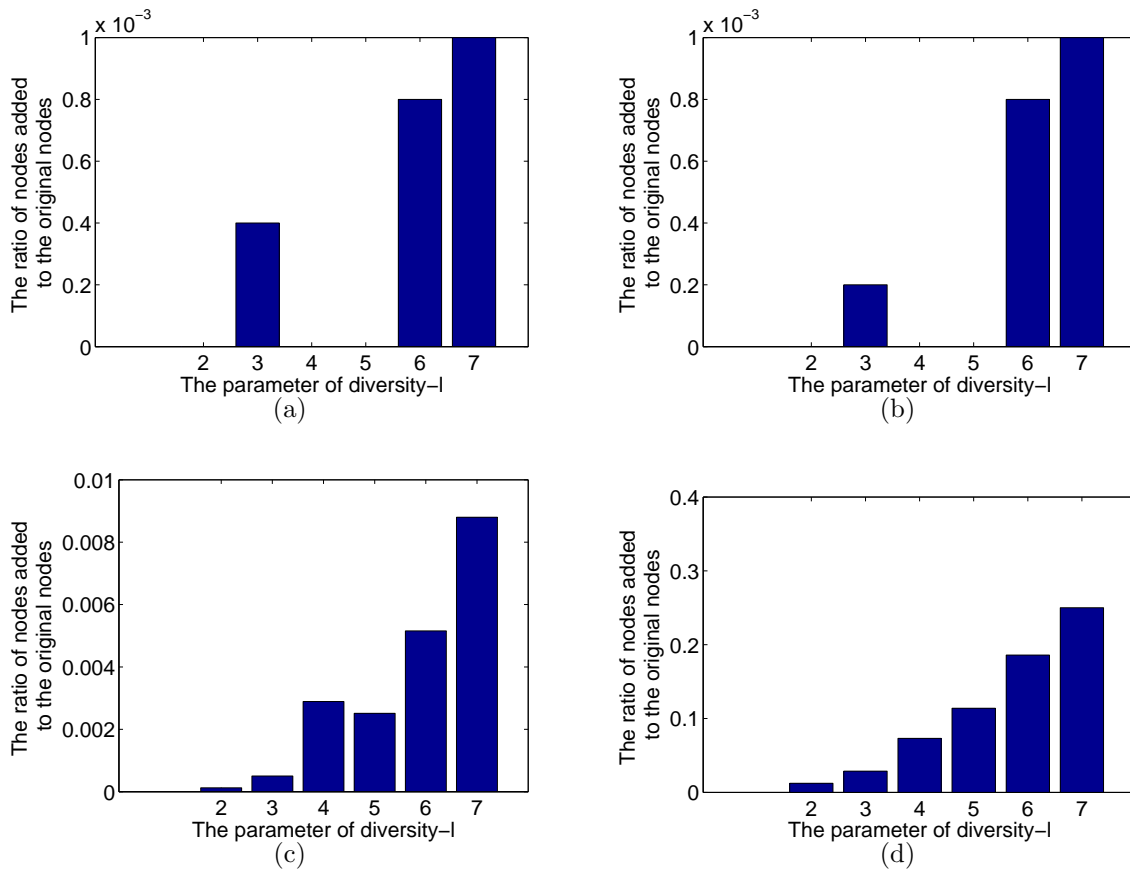 x 10⁻³
1
0.8
0.6
0.4
0.2
0
The ratio of nodes added
to the original nodes
2 3 4 5 6 7
The parameter of diversity−l
(a)
x 10⁻³
1
0.8
0.6
0.4
0.2
0
The ratio of nodes added
to the original nodes
2 3 4 5 6 7
The parameter of diversity−l
(b)
0.01
0.008
0.006
0.004
0.002
0
The ratio of nodes added
to the original nodes
2 3 4 5 6 7
The parameter of diversity−l
(c)
0.4
0.3
0.2
0.1
0
The ratio of nodes added
to the original nodes
2 3 4 5 6 7
The parameter of diversity−l
(d)